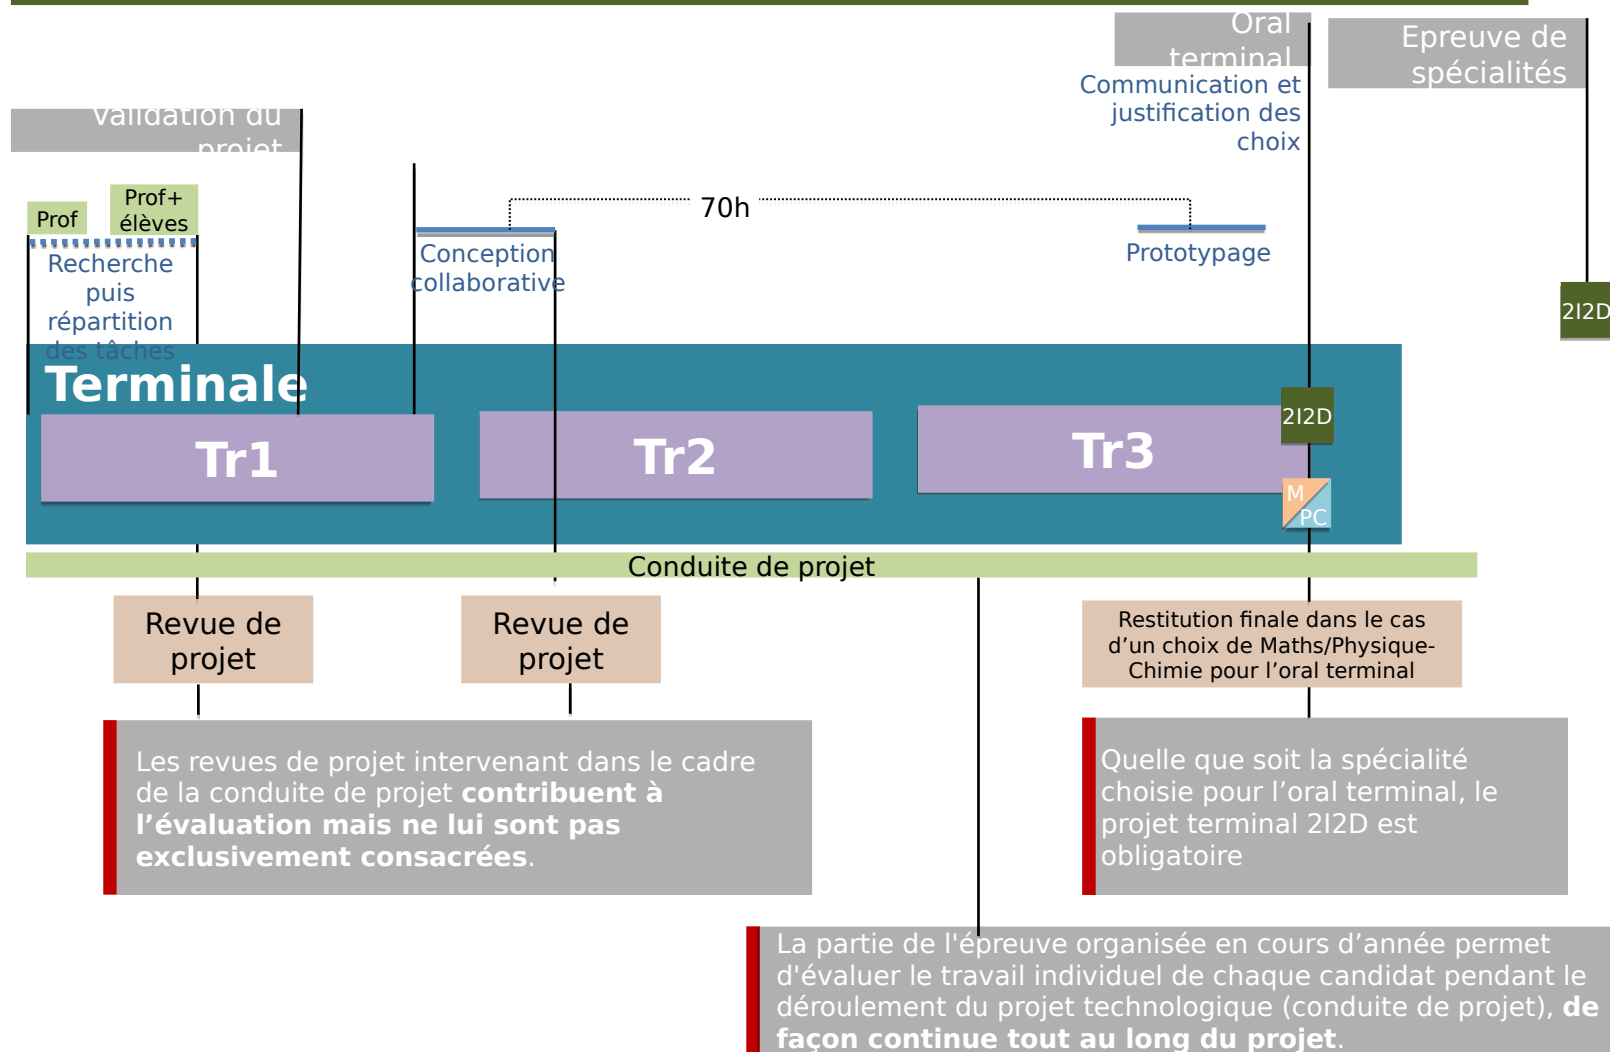 Oral
terminal
Epreuve de
spécialités
Communication et
justification des
choix
Validation du
projet
Prof
Prof+
élèves
70h
Recherche
puis
répartition
des tâches
Conception
collaborative
Prototypage
2I2D
Terminale
Tr1
Tr2
Tr3
2I2D
M
PC
Conduite de projet
Revue de
projet
Revue de
projet
Restitution finale dans le cas
d’un choix de Maths/Physique-
Chimie pour l’oral terminal
Les revues de projet intervenant dans le cadre
de la conduite de projet contribuent à
l’évaluation mais ne lui sont pas
exclusivement consacrées.
Quelle que soit la spécialité
choisie pour l’oral terminal, le
projet terminal 2I2D est
obligatoire
La partie de l'épreuve organisée en cours d’année permet
d'évaluer le travail individuel de chaque candidat pendant le
déroulement du projet technologique (conduite de projet), de
façon continue tout au long du projet.